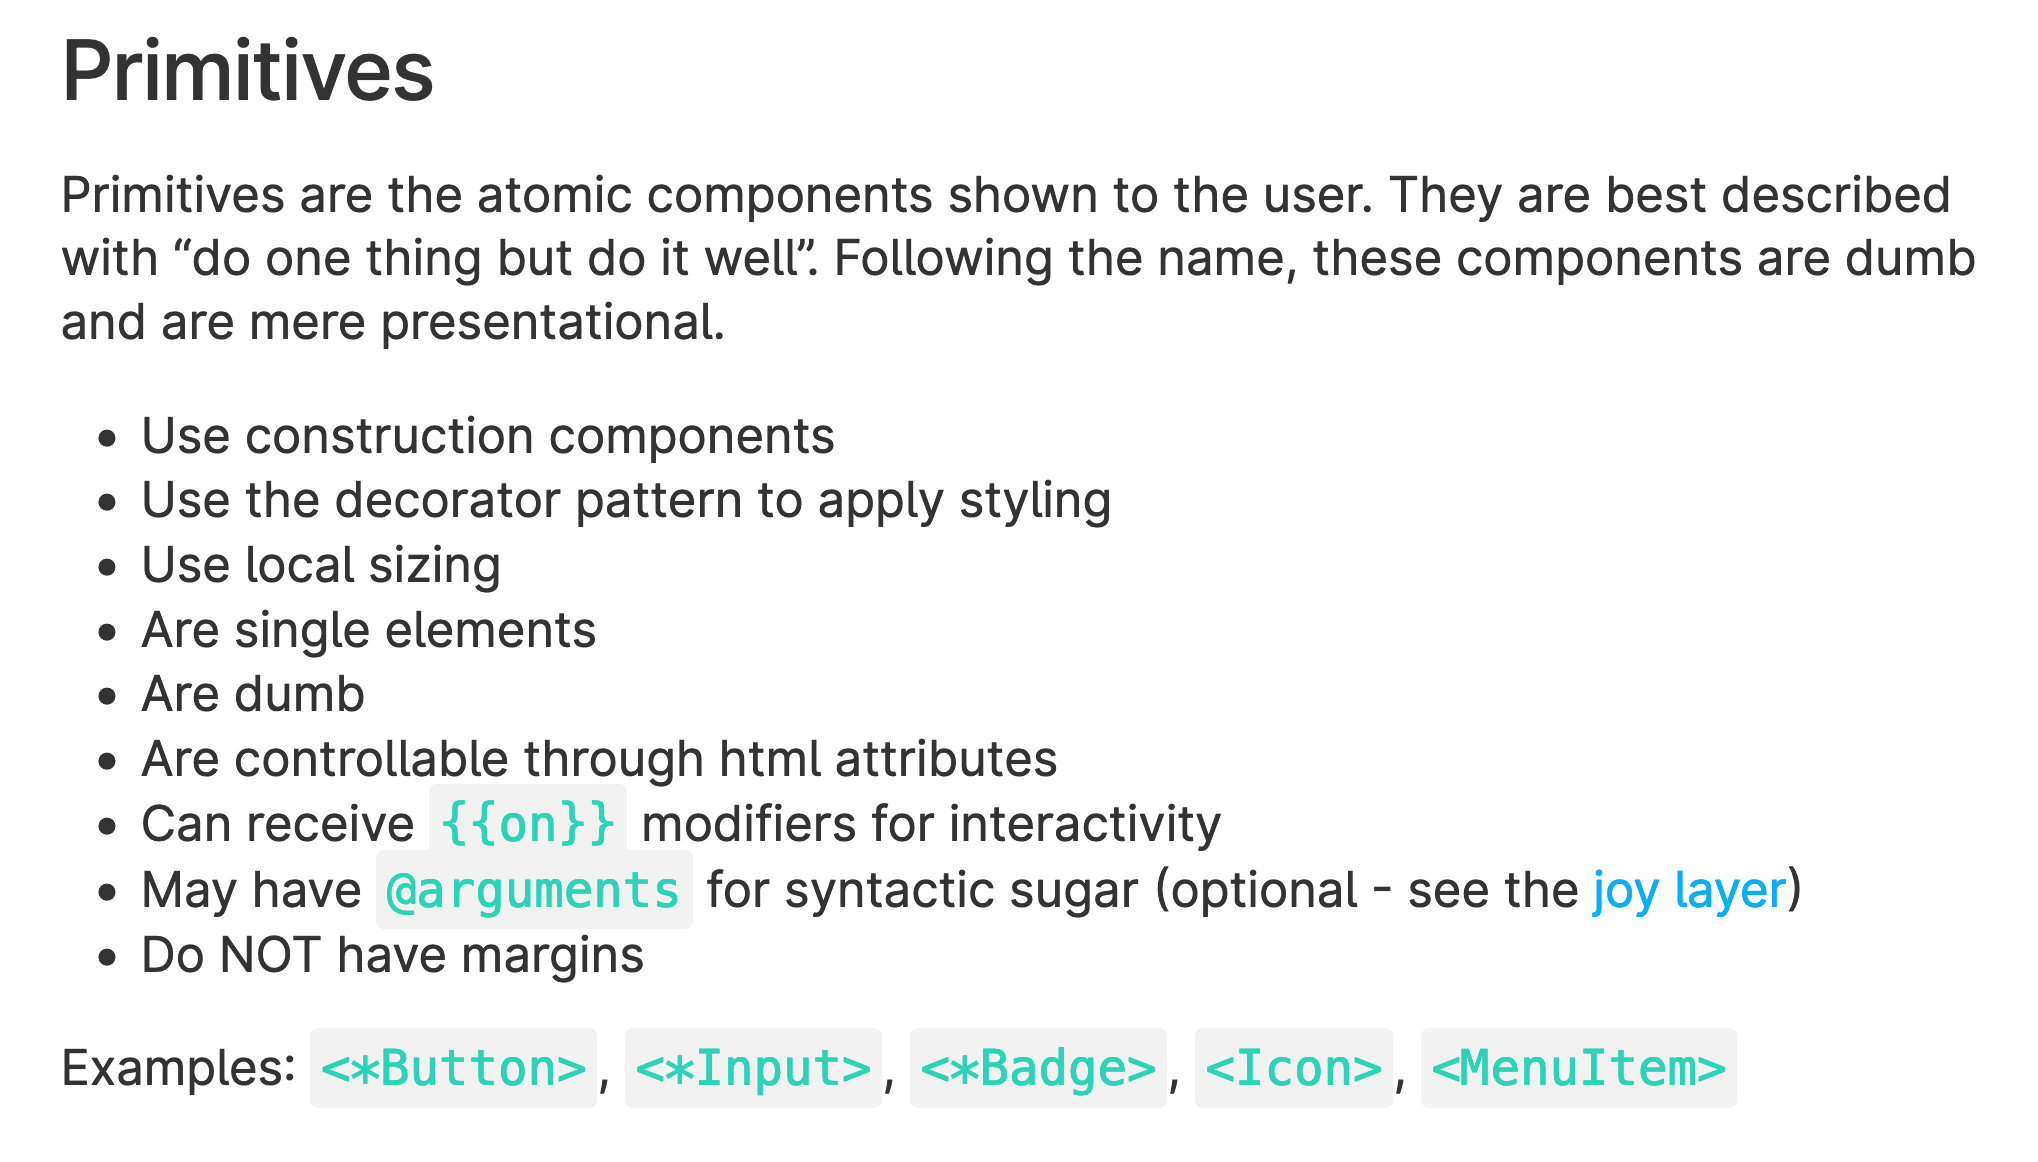 Primitives
Primitives are the atomic components shown to the user. They are best described
with “do one thing but do it well”. Following the name, these components are dumb
and are mere presentational.
• Use construction components
• Use the decorator pattern to apply styling
• Use local sizing
• Are single elements
• Are dumb
• Are controllable through html attributes
• Can receive {{on}} modifiers for interactivity
• May have @arguments for syntactic sugar (optional - see the joy layer)
• Do NOT have margins
Examples: <*Button>, <*Input>, <*Badge>, <Icon>, <MenuItem>